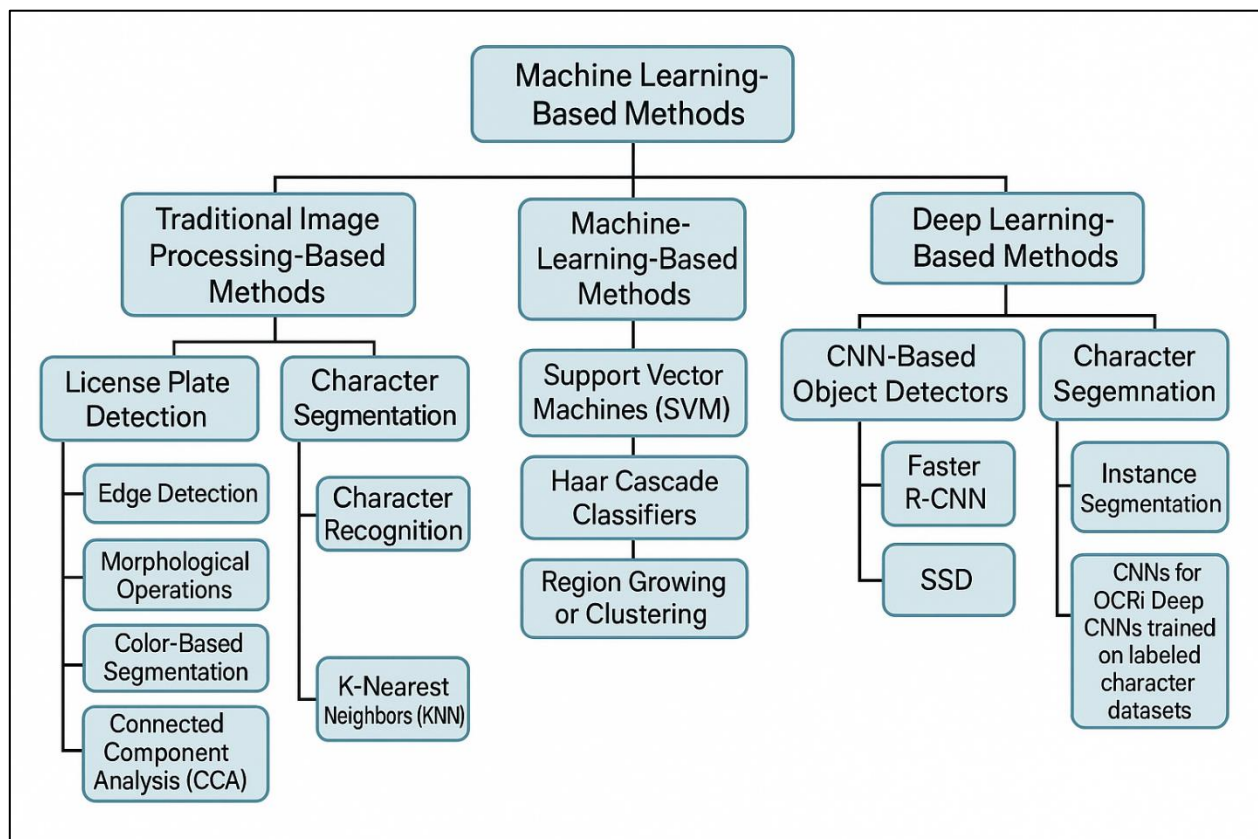 Machine Learning-
Based Methods
Traditional Image
Processing-Based
Methods
Machine-
Learning-Based
Methods
Deep Learning-
Based Methods
License Plate
Detection
Character
Segmentation
Support Vector
Machines (SVM)
CNN-Based
Object Detectors
Character
Segemnation
Edge Detection
Morphological
Operations
Color-Based
Segmentation
Connected
Component
Analysis (CCA)
Character
Recognition
K-Nearest
Neighbors (KNN)
Haar Cascade
Classifiers
Region Growing
or Clustering
Faster
R-CNN
SSD
Instance
Segmentation
CNNs for
OCRi Deep
CNNs trained
on labeled
character
datasets